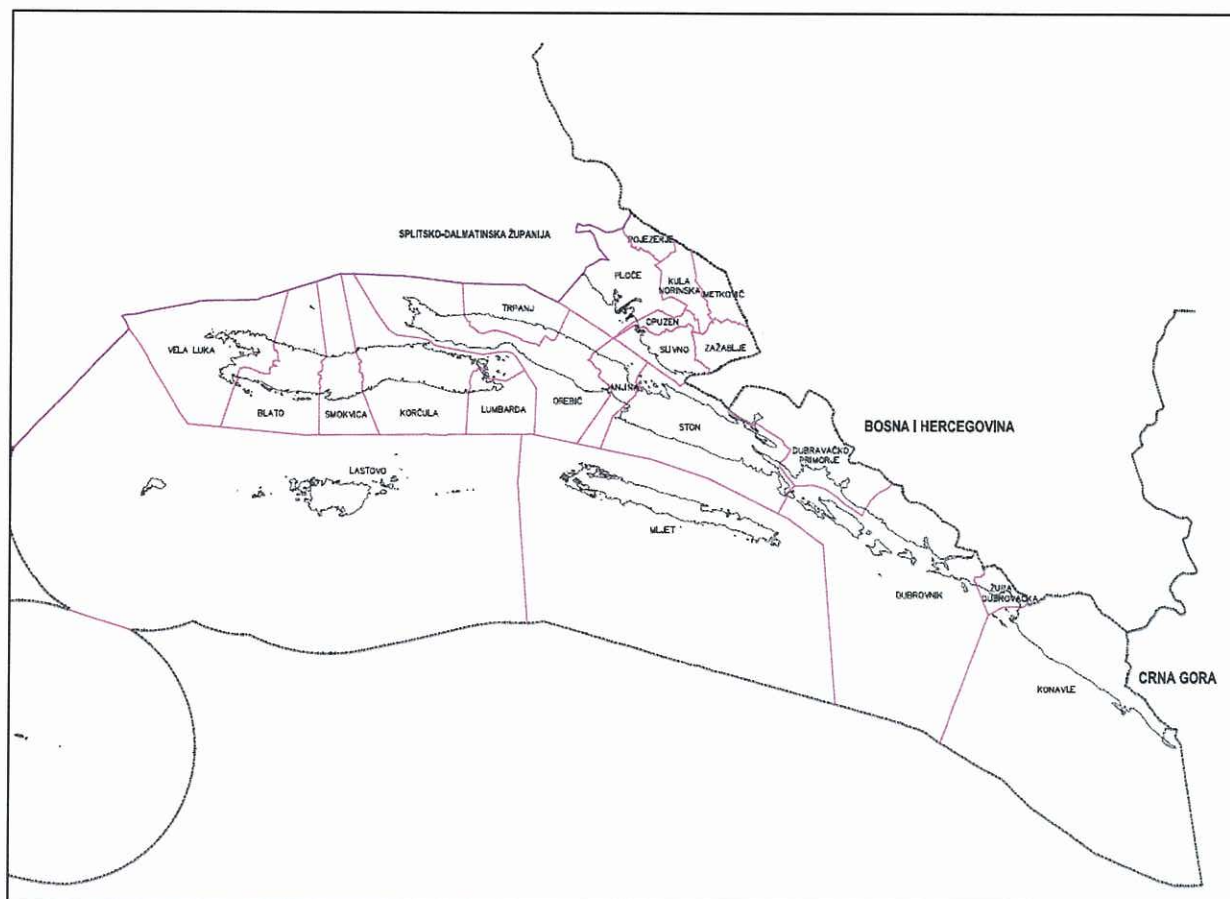 SPLITSKO-DALMATINSKA ŽUPANIJA
POJEZERJE
PLOČE
KULA
NORINSKA
METKOVIĆ
TRPANJ
OPUZEN
VELA LUKA
SLIVNO
ZAŽABLJE
ANJINA
OREBIĆ
BLATO
SMOKVICA
KORČULA
LUMBARDA
STON
BOSNA I HERCEGOVINA
DUBRAVAČKO
PRIMORJE
LASTOVO
MLJET
DUBROVNIK
ŽUPA
DUBROVAČKA
CRNA GORA
KONAVLE